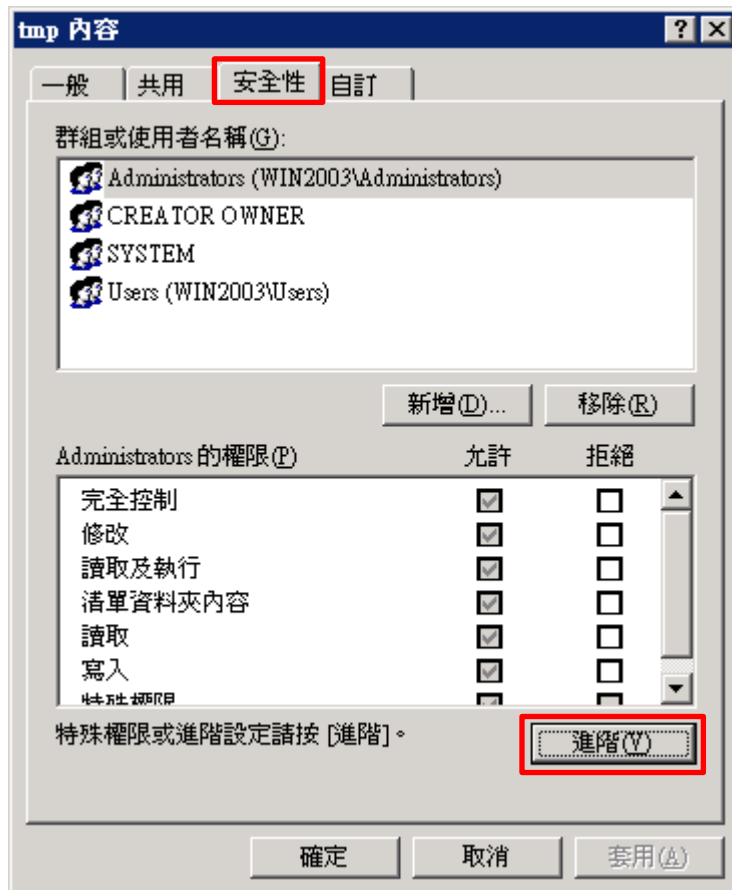 tmp 內容
一般 共用 安全性 自訂
群組或使用者名稱(G):
Administrators (WIN2003\Administrators)
CREATOR OWNER
SYSTEM
Users (WIN2003\Users)
新增(D)... 移除(R)
Administrators 的權限(P) 允許 拒絕
完全控制
修改
讀取及執行
清單資料夾內容
讀取
寫入
特殊權限
特殊權限或進階設定請按 [進階]。
進階(V)
確定 取消 套用(A)